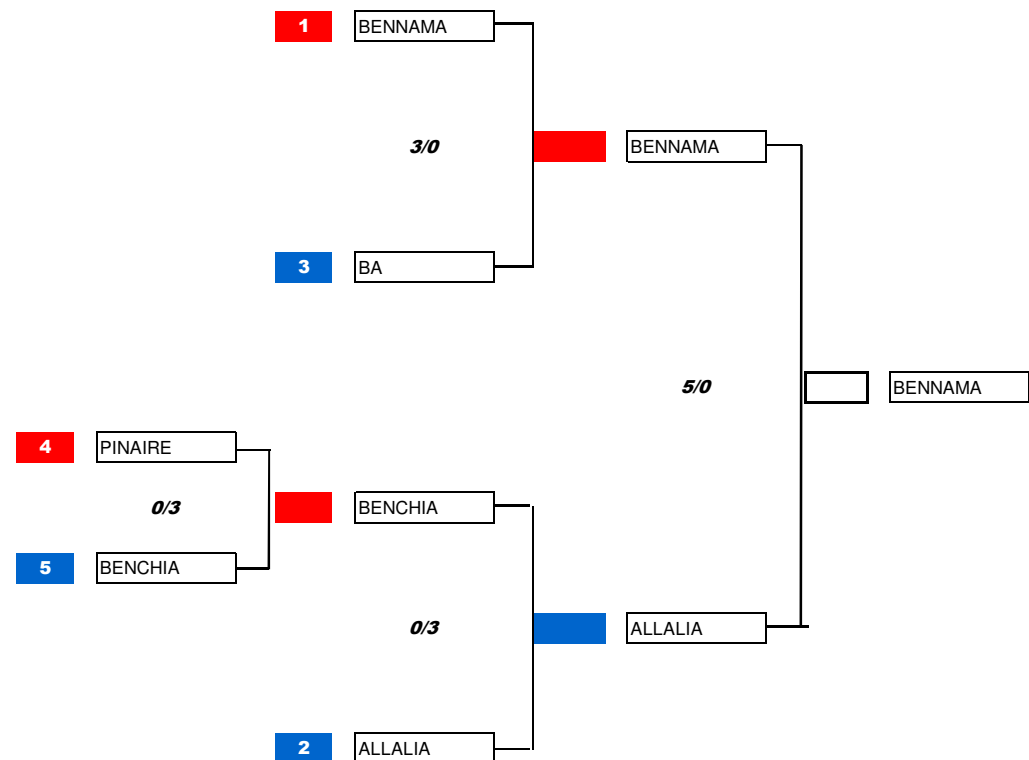 1 BENNAMA
3/0 BENNAMA
3 BA
5/0 BENNAMA
4 PINAIRE
0/3 BENCHIA
5 BENCHIA
0/3 ALLALIA
2 ALLALIA